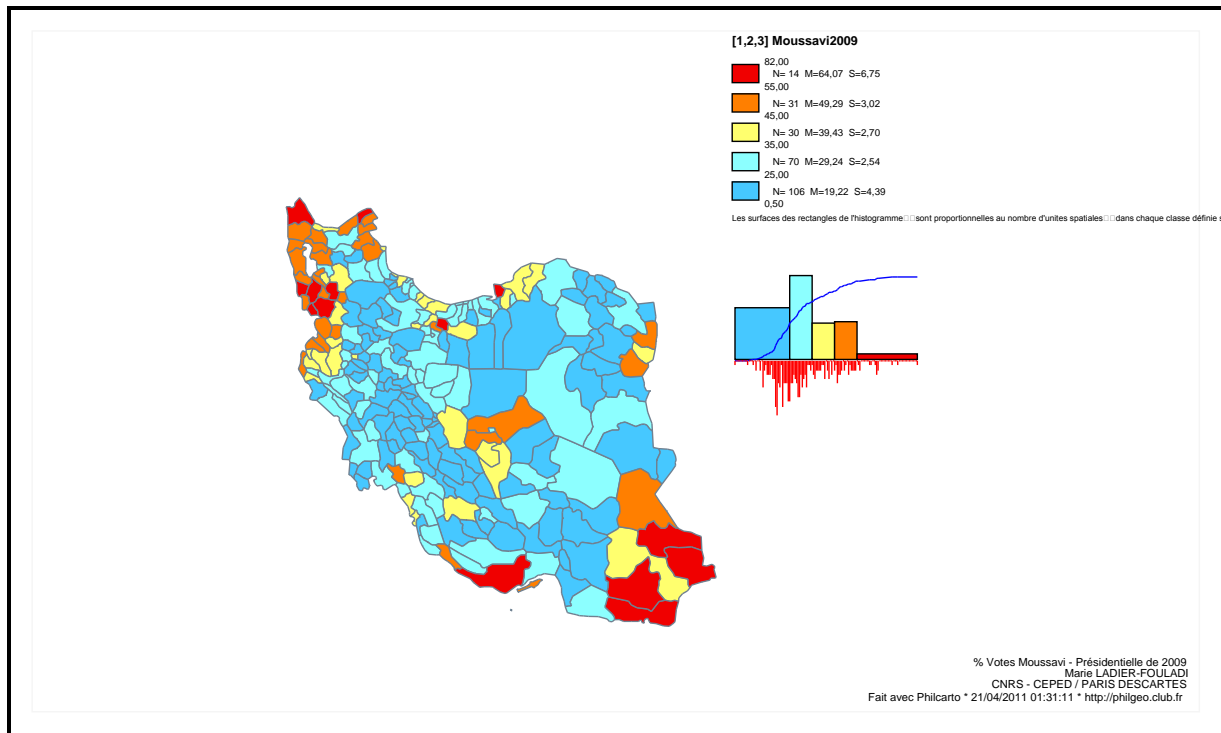 [1,2,3] Moussavi2009
82,00
N= 14 M=64,07 S=6,75
55,00
N= 31 M=49,29 S=3,02
45,00
N= 30 M=39,43 S=2,70
35,00
N= 70 M=29,24 S=2,54
25,00
N= 106 M=19,22 S=4,39
0,50
Les surfaces des rectangles de l'histogramme□□sont proportionnelles au nombre d'unites spatiales□□dans chaque classe définie s
% Votes Moussavi - Présidentielle de 2009
Marie LADIER-FOULADI
CNRS - CEPED / PARIS DESCARTES
Fait avec Philcarto * 21/04/2011 01:31:11 * http://philgeo.club.fr